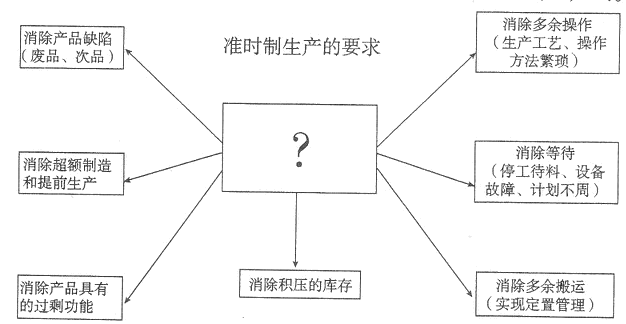 准时制生产的要求
消除产品缺陷
（废品、次品）
消除多余操作
（生产工艺、操作
方法繁琐）
?
消除超额制造
和提前生产
消除等待
（停工待料、设备
故障、计划不周）
消除产品具有
的过剩功能
消除积压的库存
消除多余搬运
（实现定置管理）